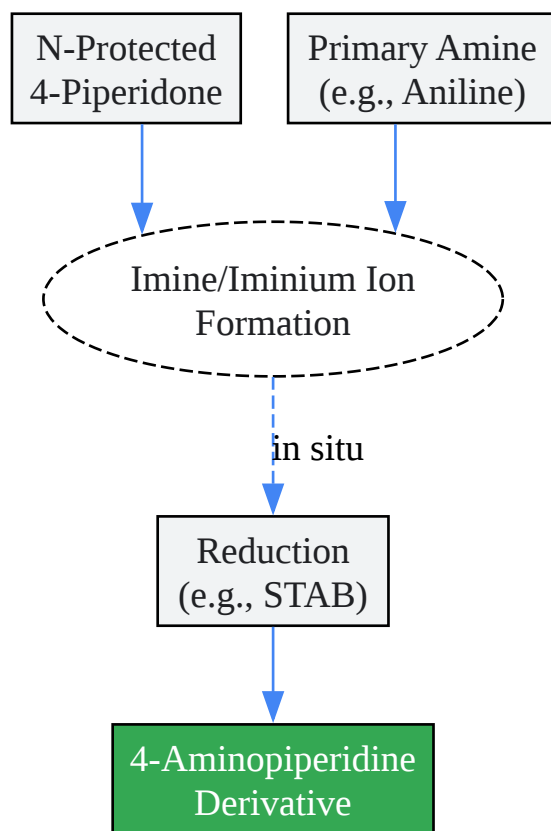 N-Protected
4-Piperidone
Primary Amine
(e.g., Aniline)
Imine/Iminium Ion
Formation
in situ
Reduction
(e.g., STAB)
4-Aminopiperidine
Derivative